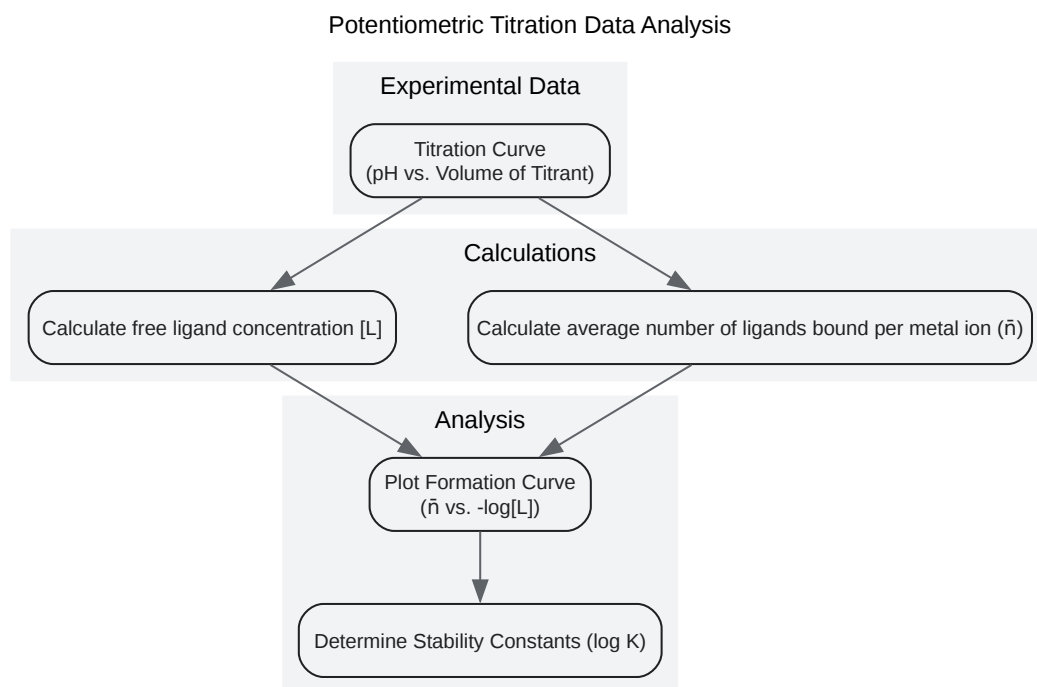 Potentiometric Titration Data Analysis
Experimental Data
Titration Curve
(pH vs. Volume of Titrant)
Calculations
Calculate free ligand concentration [L]
Calculate average number of ligands bound per metal ion (n̄)
Analysis
Plot Formation Curve
(n̄ vs. -log[L])
Determine Stability Constants (log K)